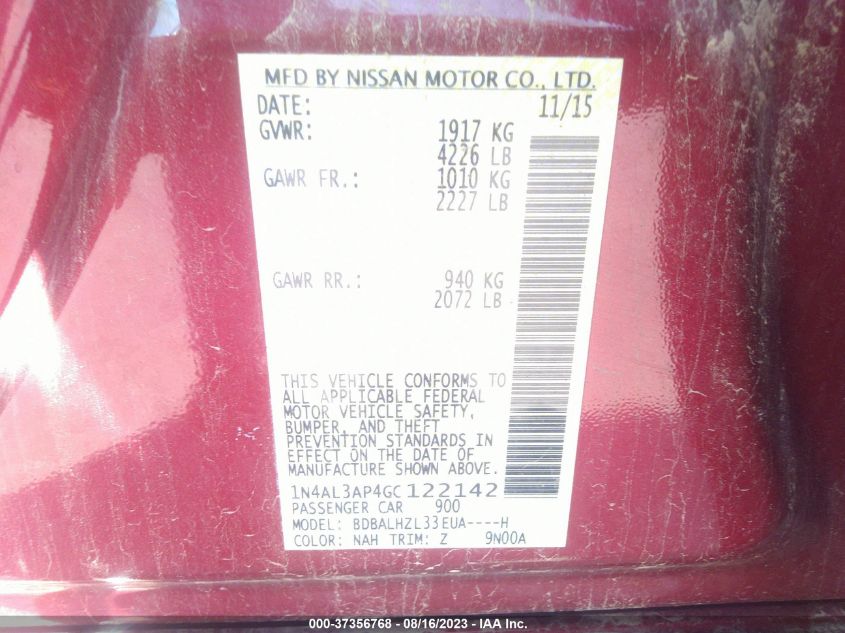 MFD BY NISSAN MOTOR CO., LTD.
DATE: 11/15
GVWR: 1917 KG
4226 LB
GAWR FR.: 1010 KG
2227 LB
GAWR RR.: 940 KG
2072 LB
THIS VEHICLE CONFORMS TO
ALL APPLICABLE FEDERAL
MOTOR VEHICLE SAFETY,
BUMPER, AND THEFT
PREVENTION STANDARDS IN
EFFECT ON THE DATE OF
MANUFACTURE SHOWN ABOVE.
1N4AL3AP4GC122142
PASSENGER CAR 900
MODEL: BDBALHZL33EUA----H
COLOR: NAH TRIM: Z 9N00A
000-37356768 - 08/16/2023 - IAA Inc.